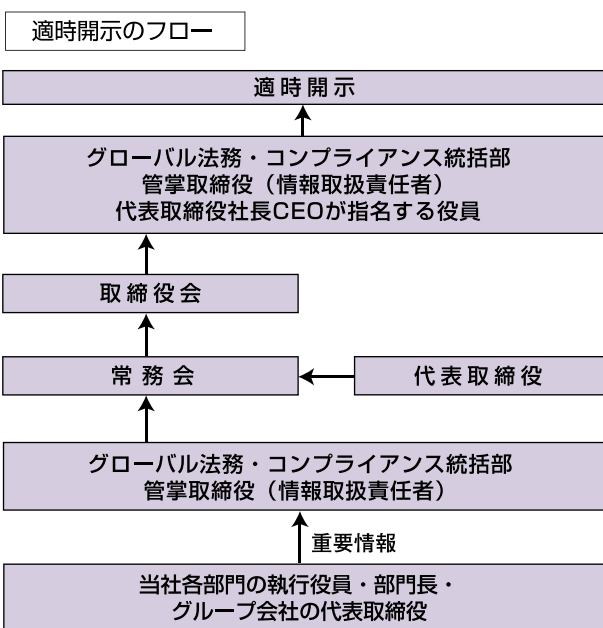 適時開示のフロー
適時開示
グローバル法務・コンプライアンス統括部
管掌取締役（情報取扱責任者）
代表取締役社長CEOが指名する役員
取締役会
常務会
代表取締役
グローバル法務・コンプライアンス統括部
管掌取締役（情報取扱責任者）
重要情報
当社各部門の執行役員・部門長・
グループ会社の代表取締役